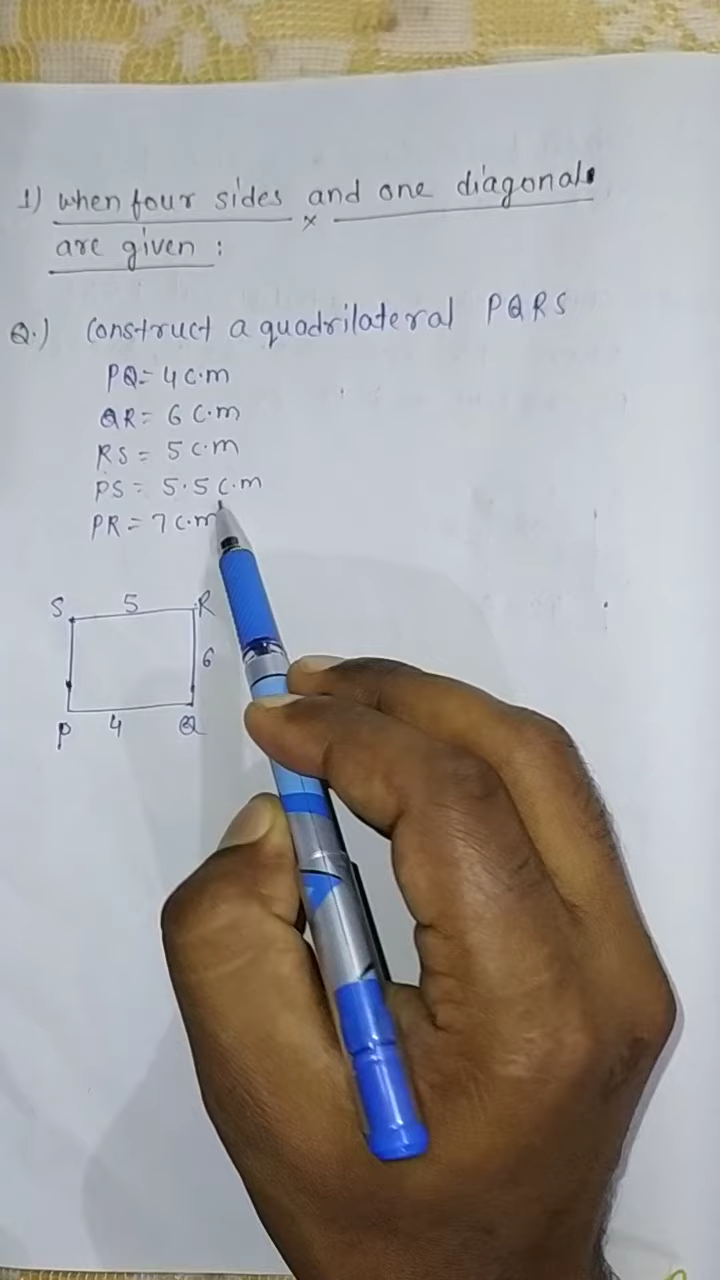 1) when four sides and one diagonal
are given :
Q.) Construct a quadrilateral PQRS
PQ = 4 c.m
QR = 6 c.m
RS = 5 c.m
PS = 5.5 c.m
PR = 7 c.m
S 5 R
6
P 4 Q